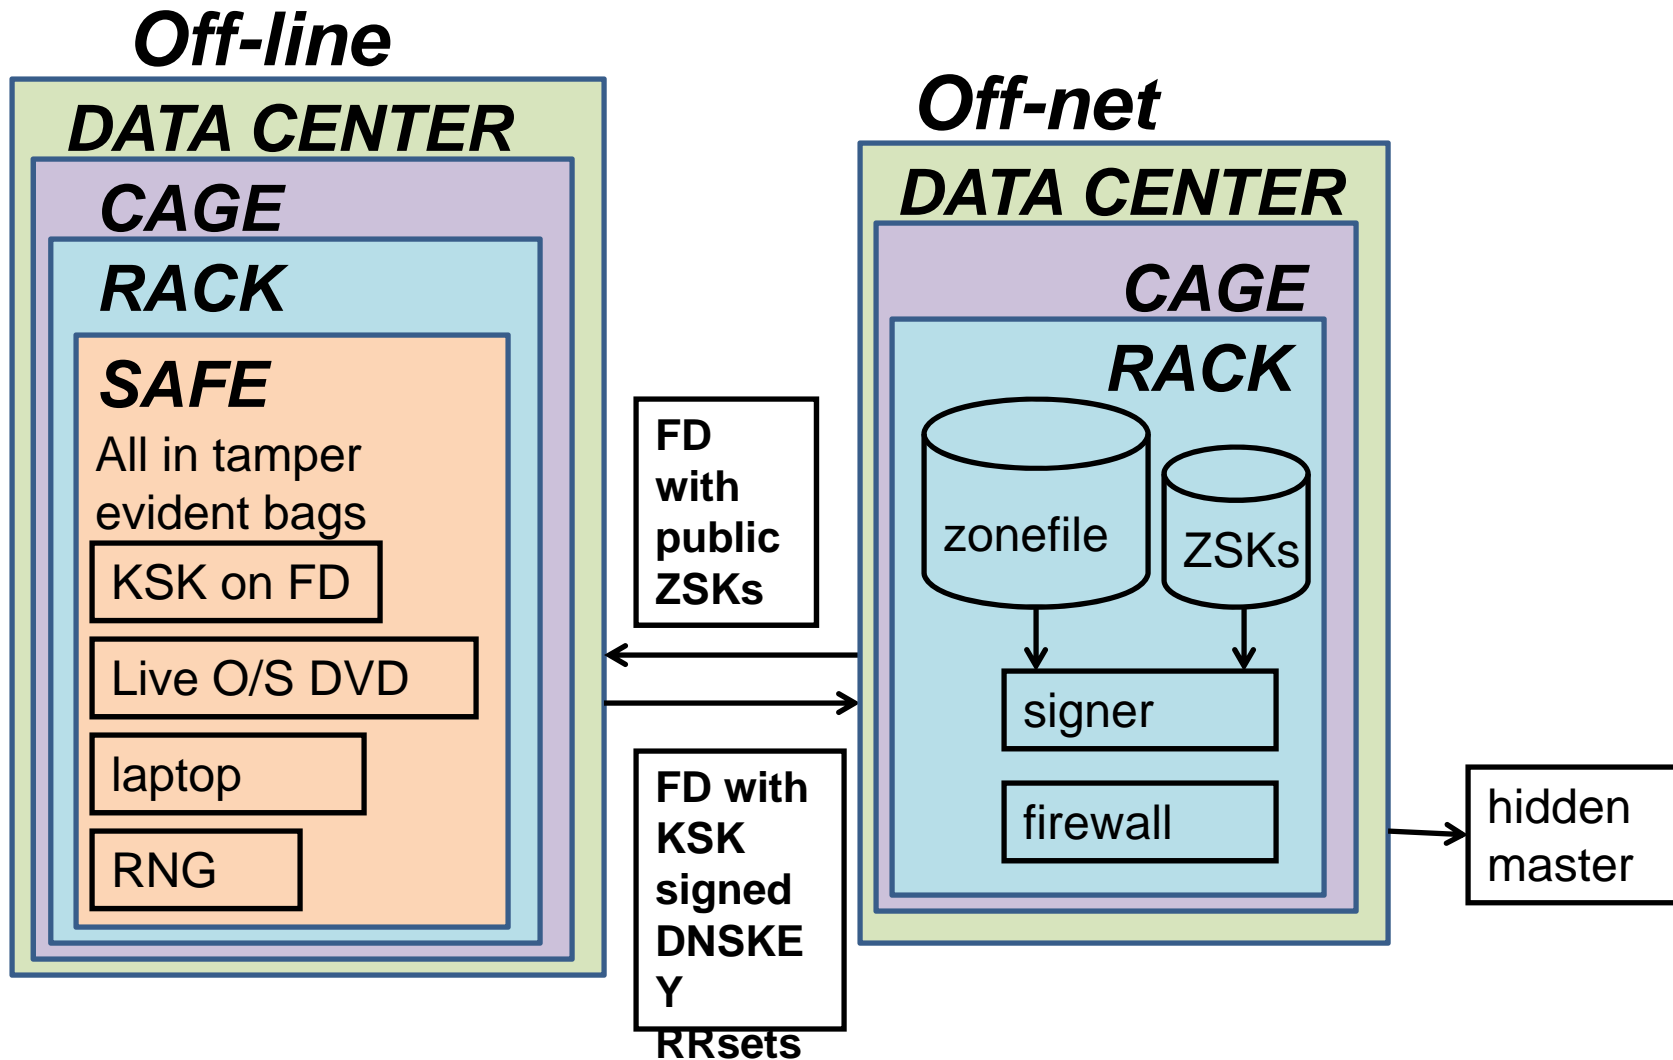 Off-line
DATA CENTER
CAGE
RACK
SAFE
All in tamper
evident bags
KSK on FD
Live O/S DVD
laptop
RNG
FD
with
public
ZSKs
FD with
KSK
signed
DNSKE
Y
RRsets
Off-net
DATA CENTER
CAGE
RACK
zonefile
ZSKs
signer
firewall
hidden
master